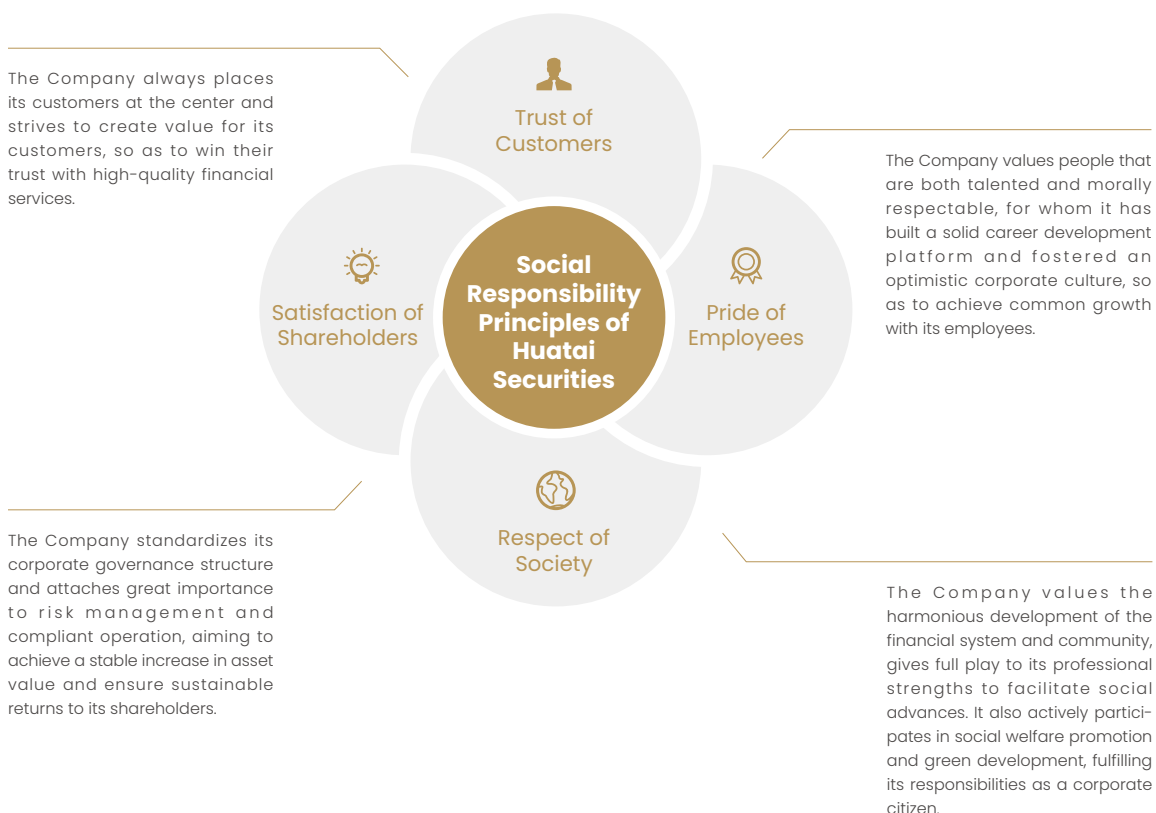 The Company always places
its customers at the center and
strives to create value for its
customers, so as to win their
trust with high-quality financial
services.
Trust of
Customers
The Company values people that
are both talented and morally
respectable, for whom it has
built a solid career development
platform and fostered an
optimistic corporate culture, so
as to achieve common growth
with its employees.
Satisfaction of
Shareholders
Social
Responsibility
Principles of
Huatai
Securities
Pride of
Employees
Respect of
Society
The Company standardizes its
corporate governance structure
and attaches great importance
to risk management and
compliant operation, aiming to
achieve a stable increase in asset
value and ensure sustainable
returns to its shareholders.
The Company values the
harmonious development of the
financial system and community,
gives full play to its professional
strengths to facilitate social
advances. It also actively partici-
pates in social welfare promotion
and green development, fulfilling
its responsibilities as a corporate
citizen.